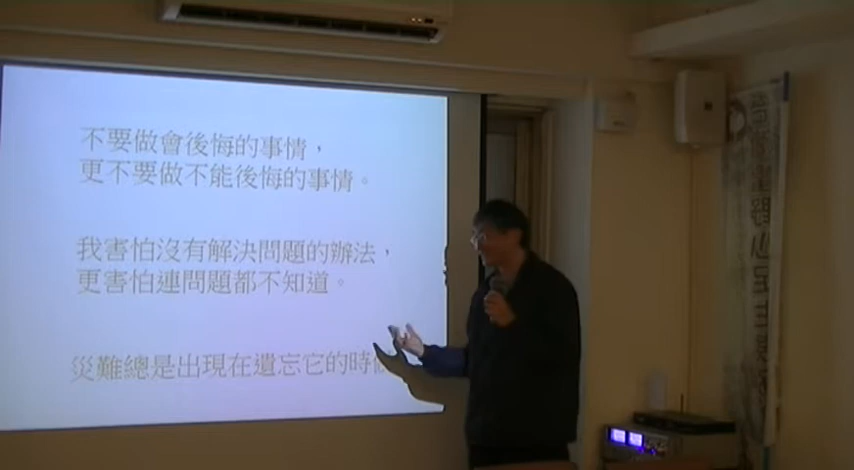 不要做會後悔的事情，
更不要做不能後悔的事情。
我害怕沒有解決問題的辦法，
更害怕連問題都不知道。
災難總是出現在遺忘它的時候